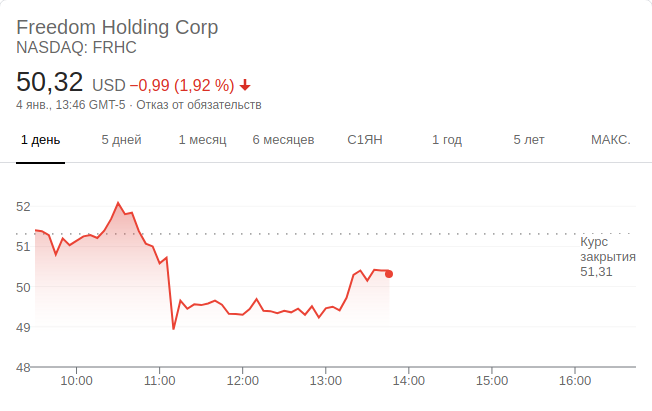 Freedom Holding Corp
NASDAQ: FRHC
50,32 USD −0,99 (1,92 %) ↓
4 янв., 13:46 GMT-5 · Отказ от обязательств
1 день 5 дней 1 месяц 6 месяцев С1ЯН 1 год 5 лет МАКС.
52
51
50
49
48
Курс
закрытия
51,31
10:00 11:00 12:00 13:00 14:00 15:00 16:00